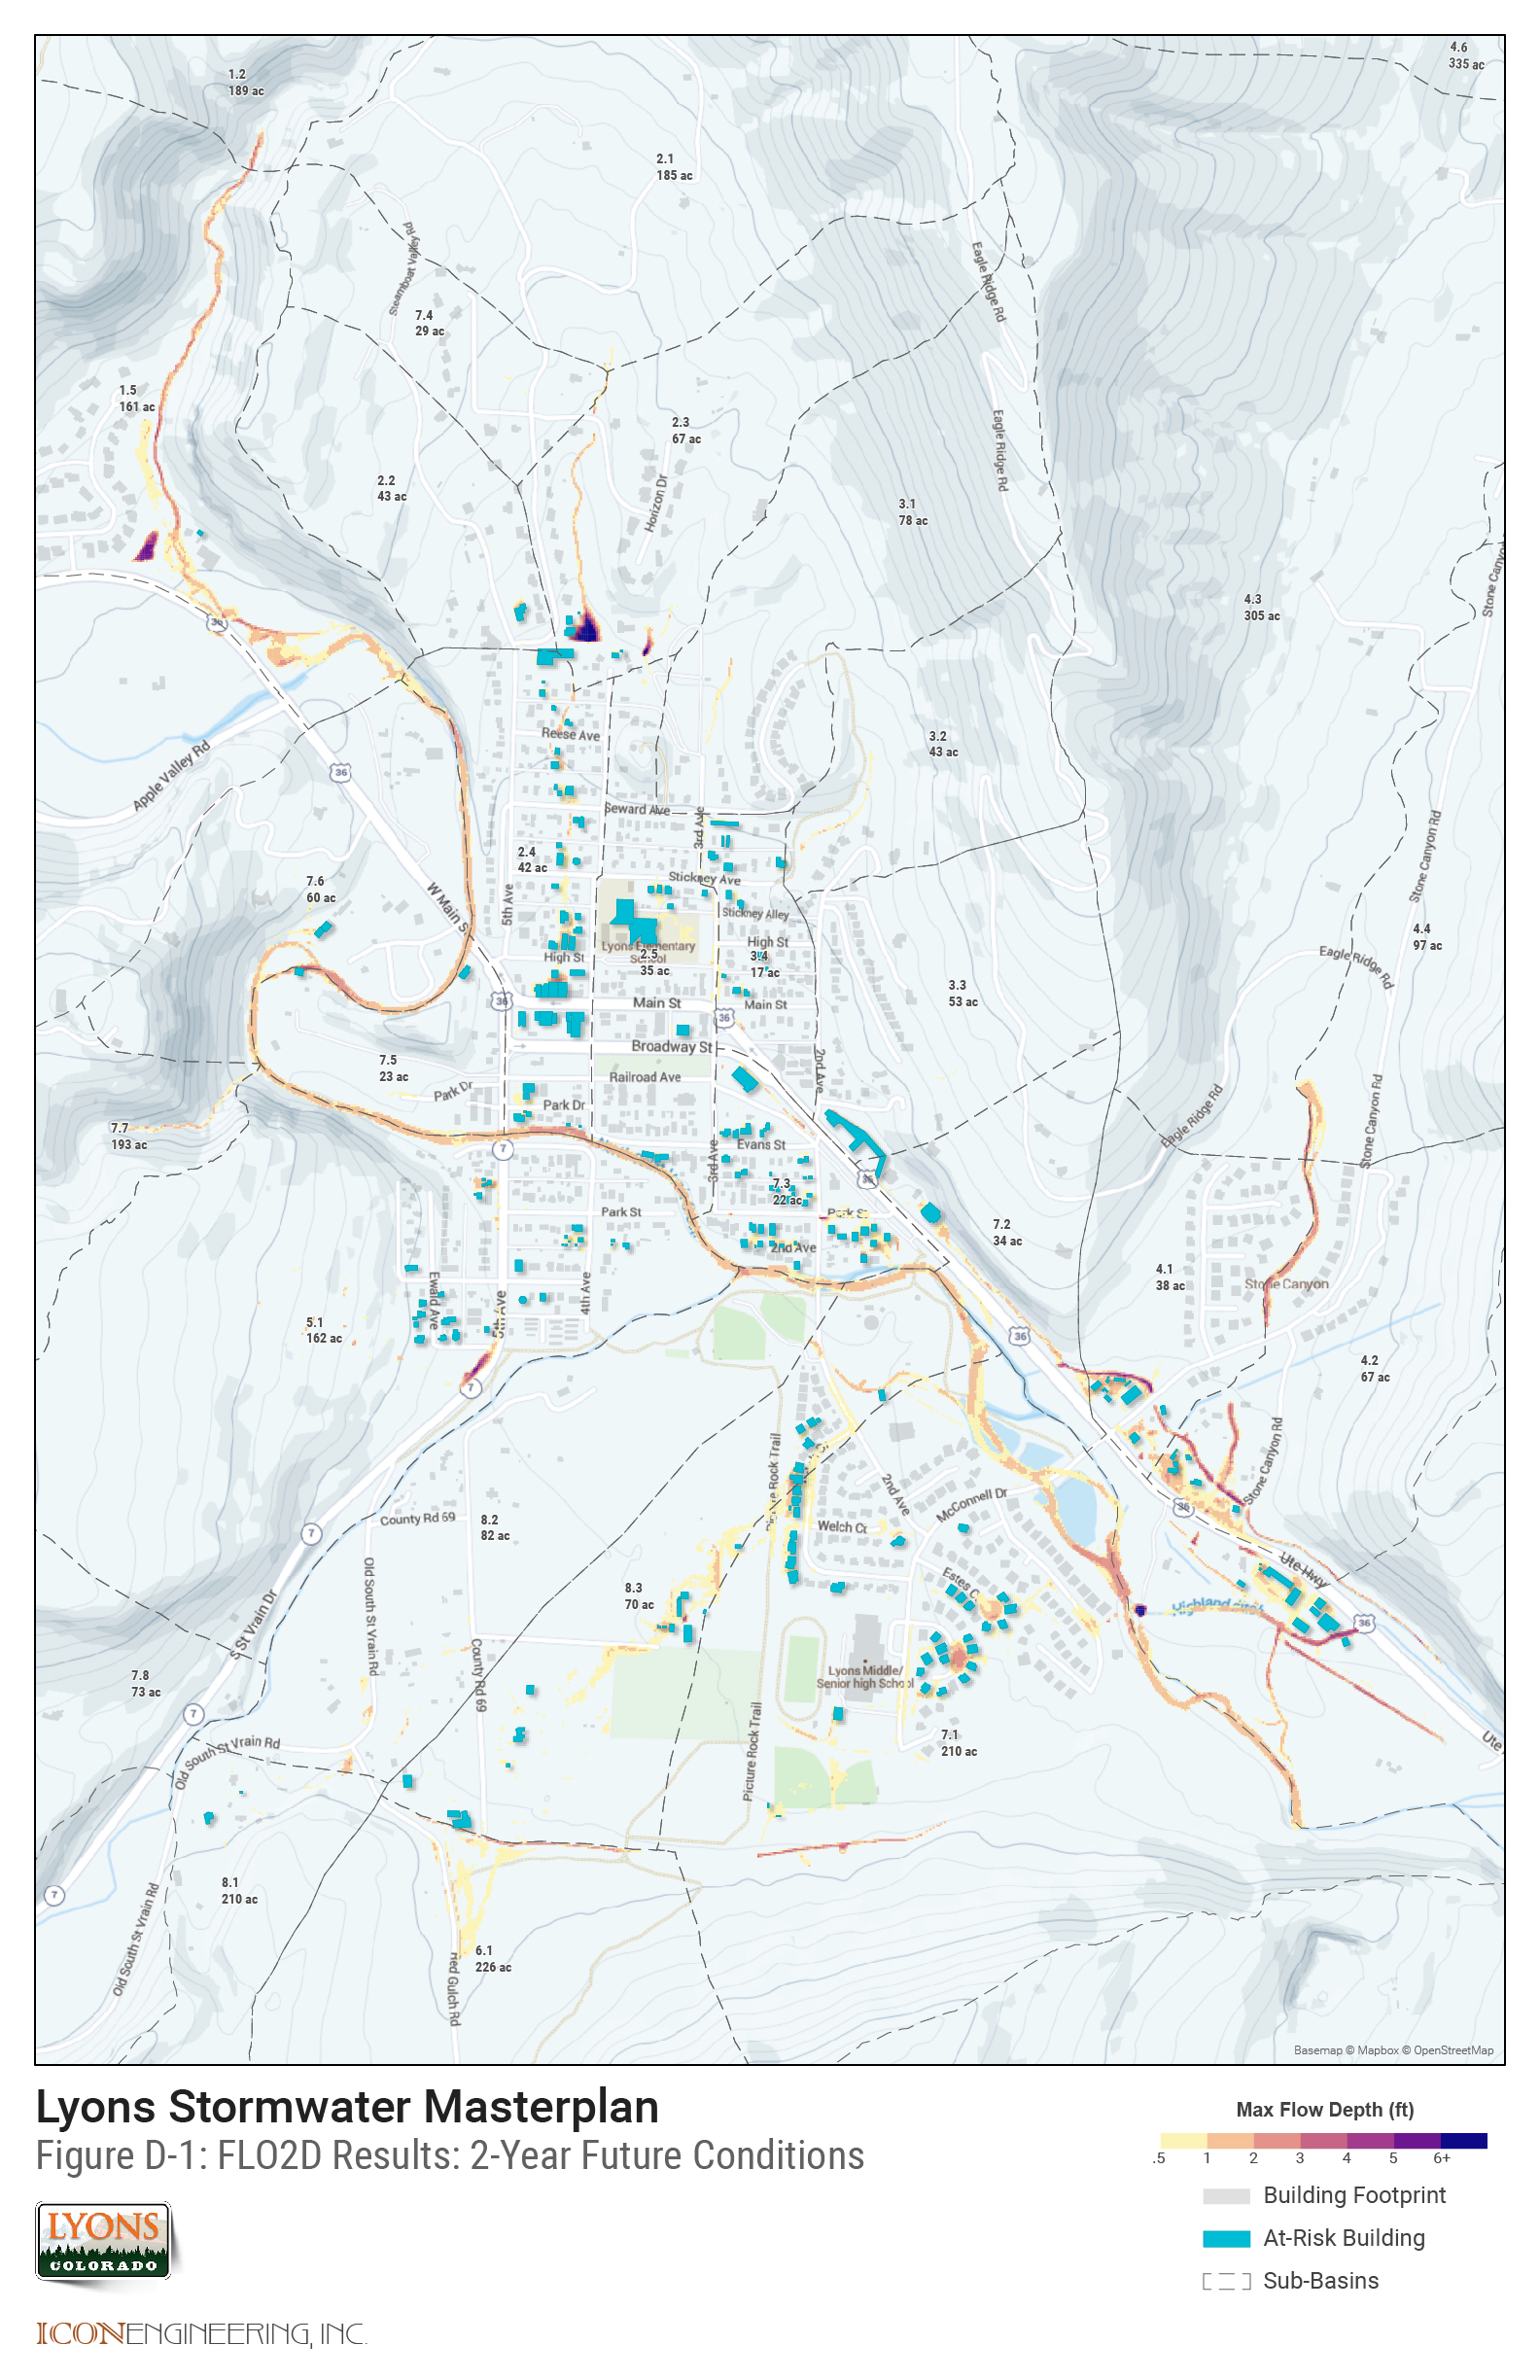 1.2
189 ac
4.6
335 ac
2.1
185 ac
Steamboat Valley Rd
Eagle Ridge Rd
7.4
29 ac
1.5
161 ac
2.3
67 ac
Eagle Ridge Rd
2.2
43 ac
Horizon Dr
3.1
78 ac
4.3
305 ac
36
Reese Ave
3.2
43 ac
Apple Valley Rd
36
Seward Ave
3rd Ave
2.4
42 ac
Stickney Ave
7.6
60 ac
W Main St
5th Ave
Stickney Alley
Stone Canyon Rd
4.4
97 ac
Lyons Elementary
School
High St
High St
2.5
35 ac
3.4
17 ac
Eagle Ridge Rd
3.3
53 ac
36
Main St
Main St
36
Broadway St
7.5
23 ac
Railroad Ave
2nd Ave
Park Dr
Park Dr
Eagle Ridge Rd
Stone Canyon Rd
7.7
193 ac
7
Evans St
3rd Ave
36
7.3
22 ac
Park St
Park St
7.2
34 ac
2nd Ave
4.1
38 ac
Stone Canyon
Ewald Ave
5th Ave
4th Ave
5.1
162 ac
36
4.2
67 ac
7
Picture Rock Trail
2nd Ave
McConnell Dr
Stone Canyon Rd
36
County Rd 69
8.2
82 ac
7
Welch Ct
Old South St Vrain Rd
Ute Hwy
Estes C
8.3
70 ac
S St Vrain Dr
36
County Rd 69
Lyons Middle/
Senior high School
7.8
73 ac
7
Old South St Vrain Rd
Picture Rock Trail
7.1
210 ac
Ute
8.1
210 ac
7
Old South St Vrain Rd
6.1
226 ac
ried Gulch Rd
Basemap © Mapbox © OpenStreetMap
Lyons Stormwater Masterplan
Figure D-1: FLO2D Results: 2-Year Future Conditions
Max Flow Depth (ft)
.5 1 2 3 4 5 6+
Building Footprint
At-Risk Building
Sub-Basins
LYONS
COLORADO
ICONENGINEERING, INC.